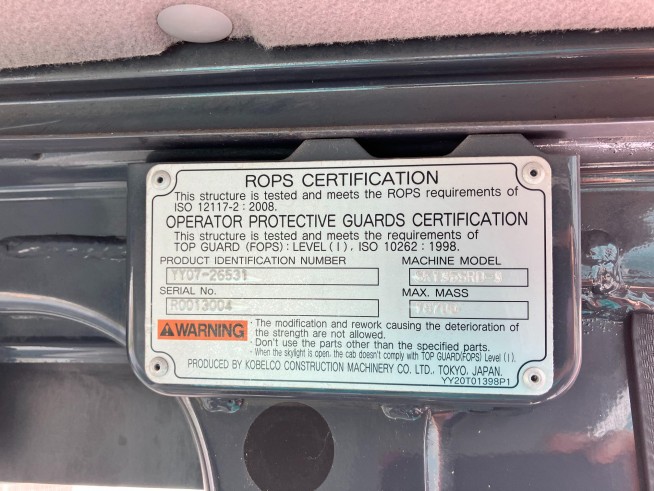 ROPS CERTIFICATION
This structure is tested and meets the ROPS requirements of
ISO 12117-2 : 2008.
OPERATOR PROTECTIVE GUARDS CERTIFICATION
This structure is tested and meets the requirements of
TOP GUARD (FOPS) : LEVEL ( I ), ISO 10262 : 1998.
PRODUCT IDENTIFICATION NUMBER MACHINE MODEL
YY07-26531
SERIAL No. MAX. MASS
R0013004
WARNING
· The modification and rework causing the deterioration of
the strength are not allowed.
· Don't use the parts other than the specified parts.
· When the skylight is open, the cab doesn't comply with TOP GUARD(FOPS) Level ( I ).
PRODUCED BY KOBELCO CONSTRUCTION MACHINERY CO. LTD., TOKYO, JAPAN.
YY20T01398P1